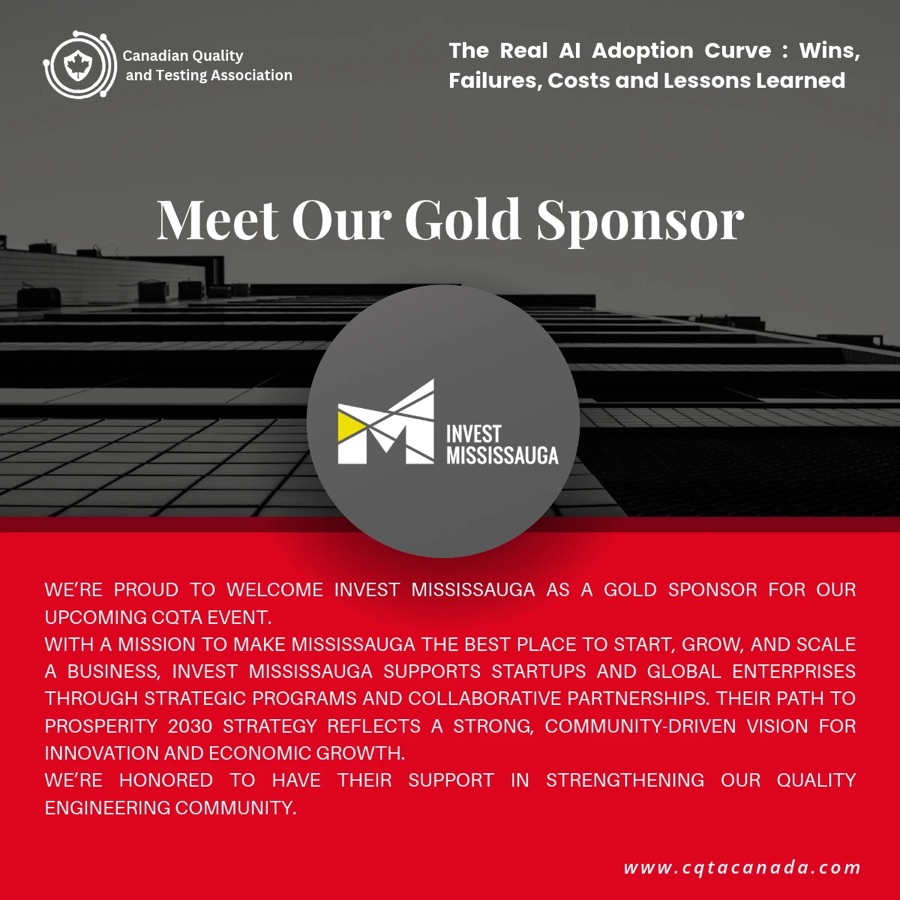 Canadian Quality
and Testing Association
The Real AI Adoption Curve : Wins,
Failures, Costs and Lessons Learned
Meet Our Gold Sponsor
INVEST
MISSISSAUGA
WE'RE PROUD TO WELCOME INVEST MISSISSAUGA AS A GOLD SPONSOR FOR OUR
UPCOMING CQTA EVENT.
WITH A MISSION TO MAKE MISSISSAUGA THE BEST PLACE TO START, GROW, AND SCALE
A BUSINESS, INVEST MISSISSAUGA SUPPORTS STARTUPS AND GLOBAL ENTERPRISES
THROUGH STRATEGIC PROGRAMS AND COLLABORATIVE PARTNERSHIPS. THEIR PATH TO
PROSPERITY 2030 STRATEGY REFLECTS A STRONG, COMMUNITY-DRIVEN VISION FOR
INNOVATION AND ECONOMIC GROWTH.
WE'RE HONORED TO HAVE THEIR SUPPORT IN STRENGTHENING OUR QUALITY
ENGINEERING COMMUNITY.
www.cqtacanada.com